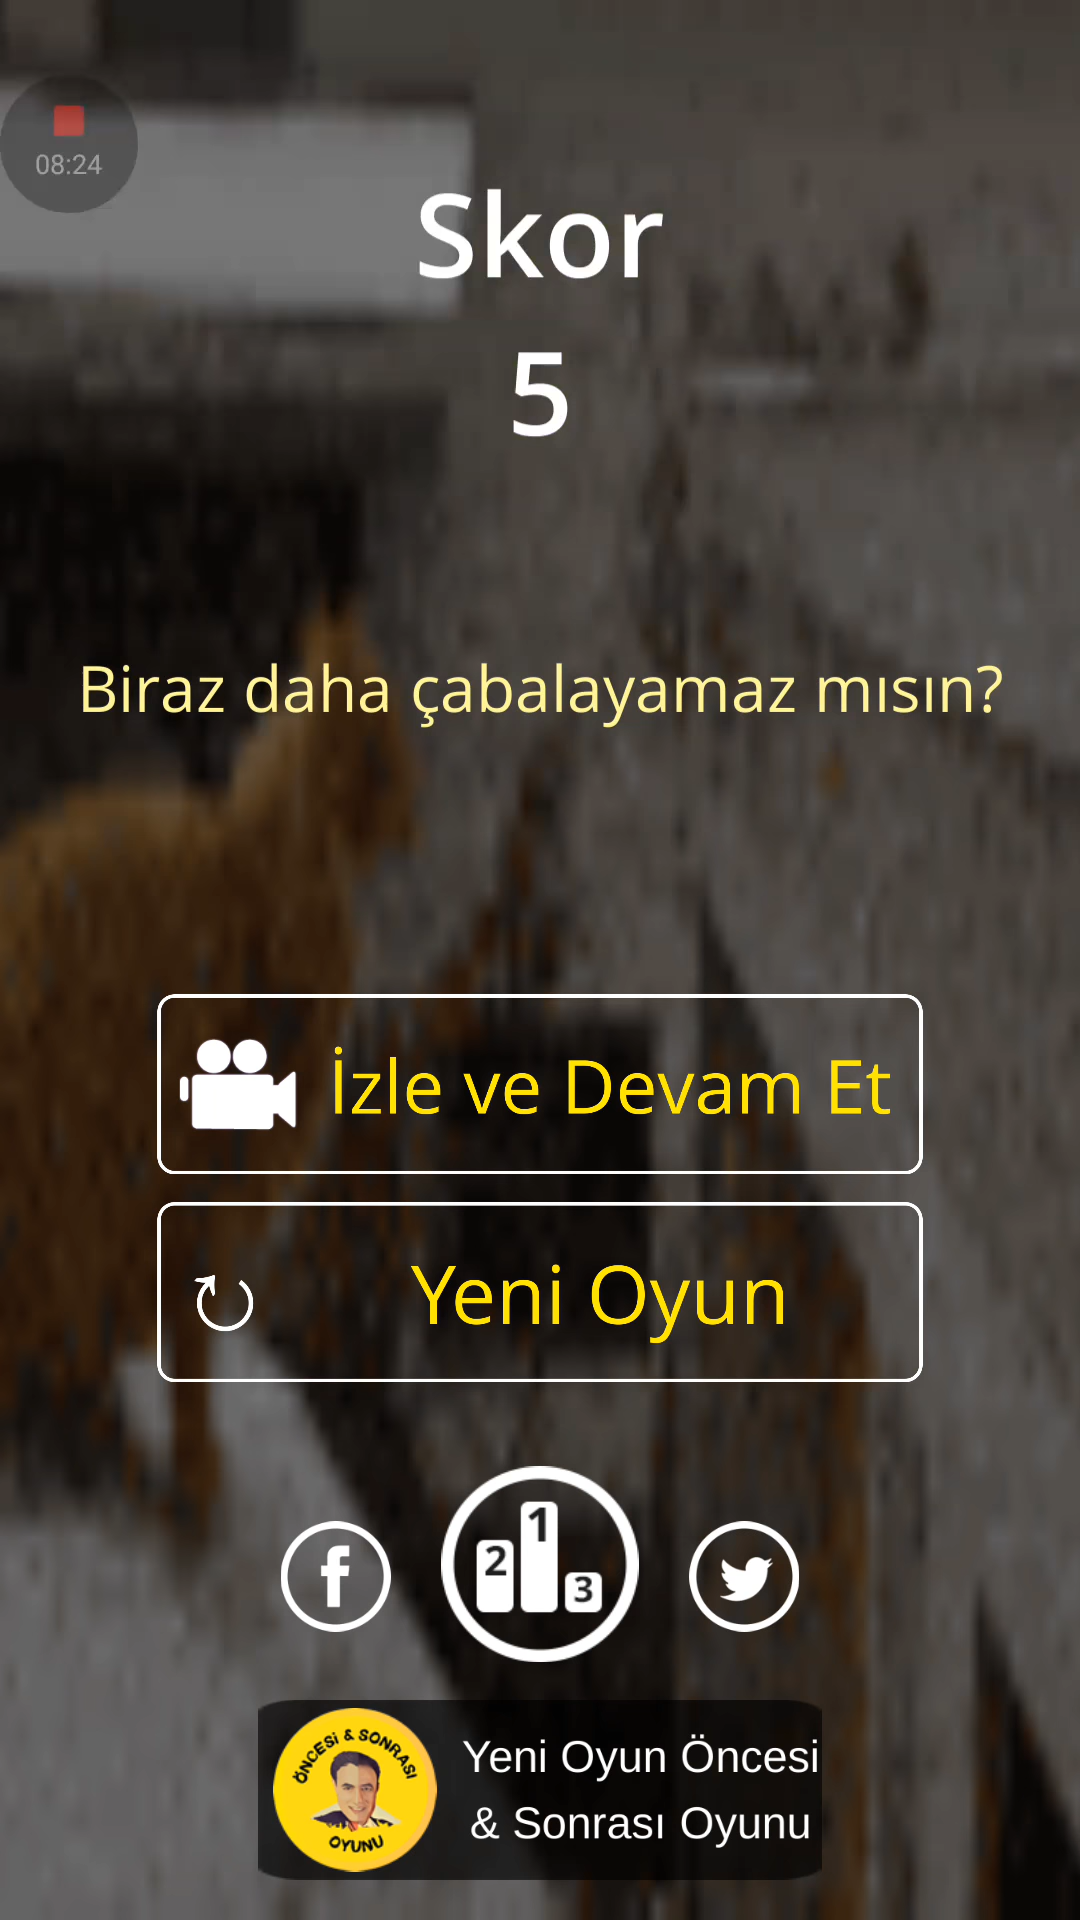 08:24
Skor
5
Biraz daha çabalayamaz mısın?
İzle ve Devam Et
Yeni Oyun
1
2
3
ÖNCESİ & SONRASI
OYUNU
Yeni Oyun Öncesi
& Sonrası Oyunu